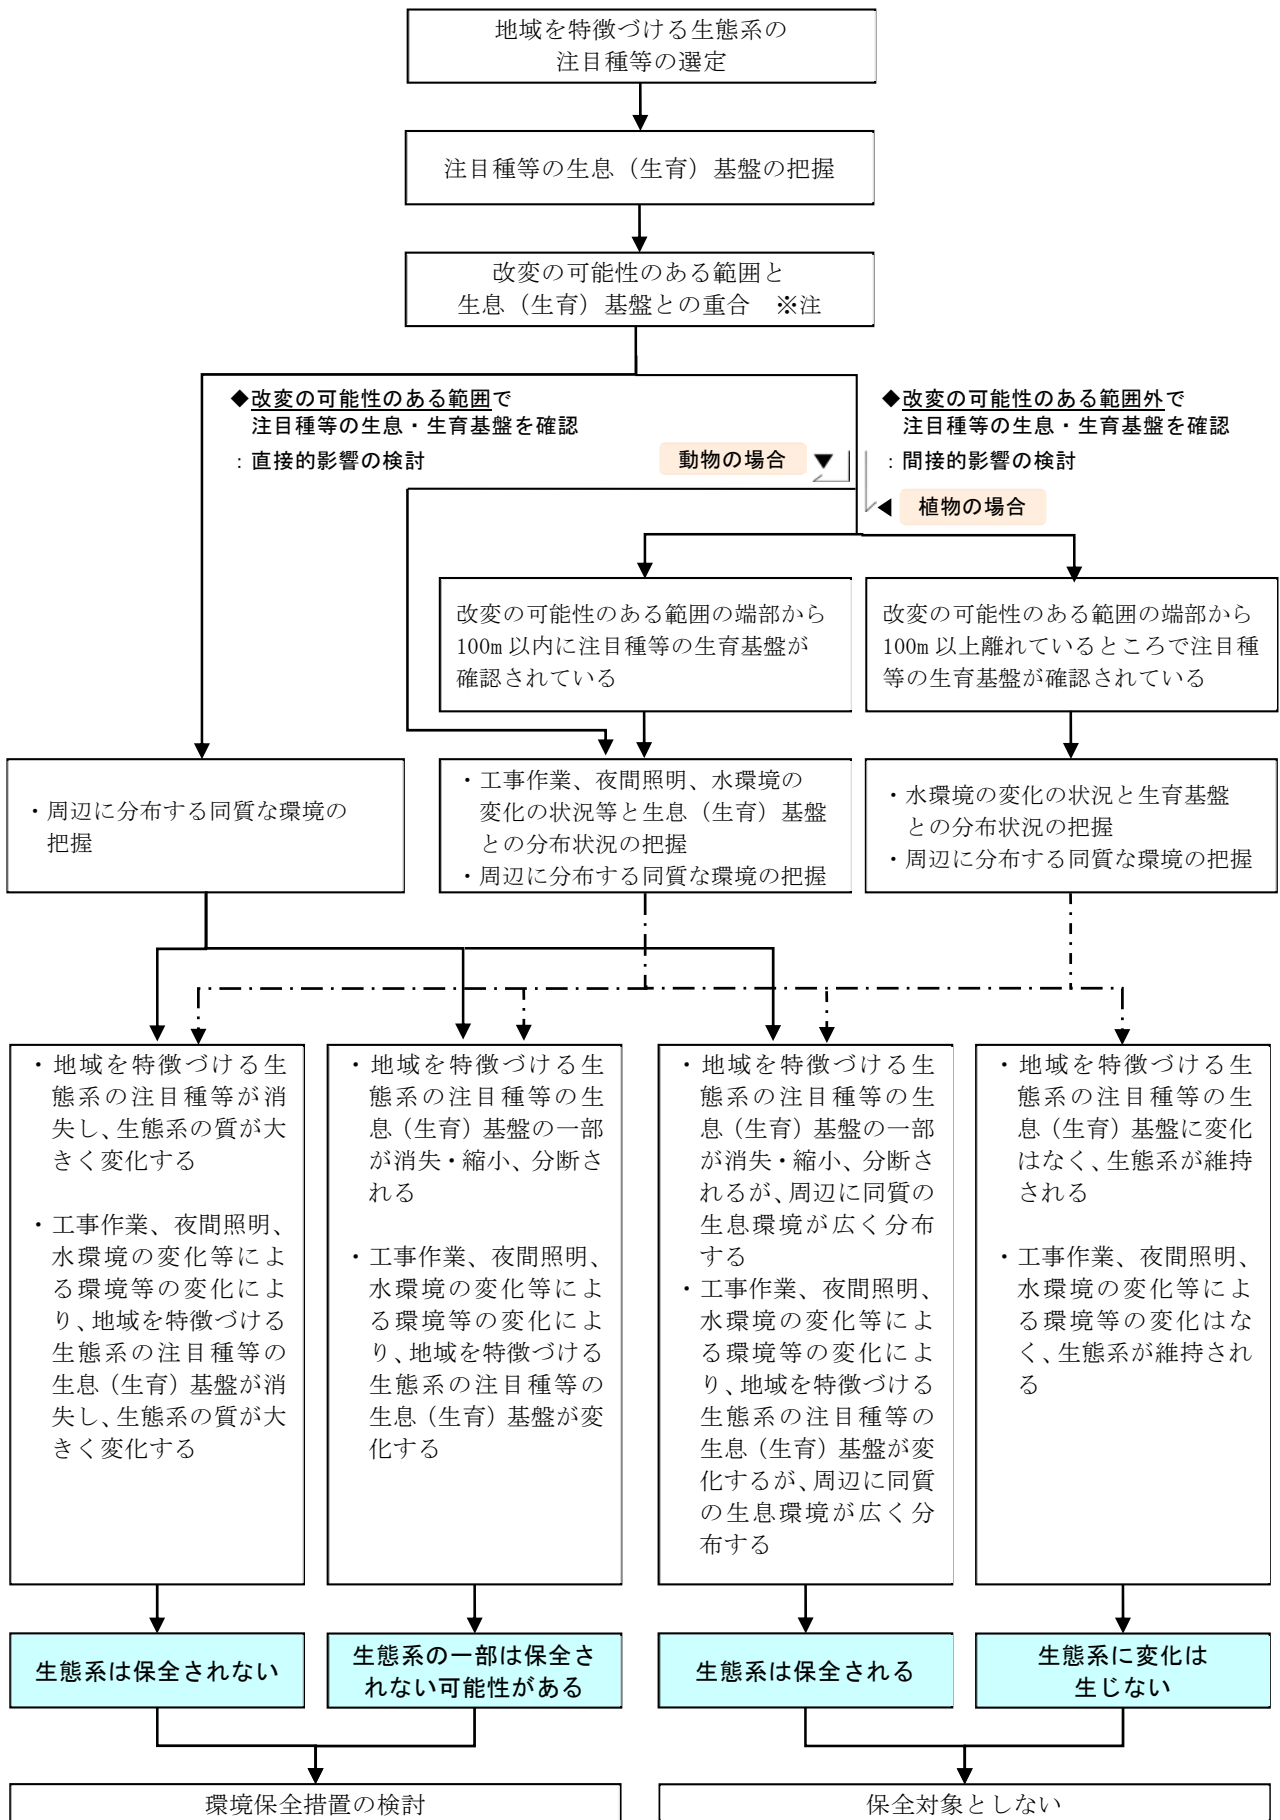 地域を特徴づける生態系の
注目種等の選定
注目種等の生息（生育）基盤の把握
改変の可能性のある範囲と
生息（生育）基盤との重合　※注
◆改変の可能性のある範囲で
注目種等の生息・生育基盤を確認
：直接的影響の検討
◆改変の可能性のある範囲外で
注目種等の生息・生育基盤を確認
：間接的影響の検討
動物の場合
植物の場合
改変の可能性のある範囲の端部から
100m 以内に注目種等の生育基盤が
確認されている
改変の可能性のある範囲の端部から
100m 以上離れているところで注目種
等の生育基盤が確認されている
・周辺に分布する同質な環境の
把握
・工事作業、夜間照明、水環境の
変化の状況等と生息（生育）基盤
との分布状況の把握
・周辺に分布する同質な環境の把握
・水環境の変化の状況と生育基盤
との分布状況の把握
・周辺に分布する同質な環境の把握
・地域を特徴づける生
態系の注目種等が消
失し、生態系の質が大
きく変化する
・工事作業、夜間照明、
水環境の変化等によ
る環境等の変化によ
り、地域を特徴づける
生態系の注目種等の
生息（生育）基盤が消
失し、生態系の質が大
きく変化する
・地域を特徴づける生
態系の注目種等の生
息（生育）基盤の一部
が消失・縮小、分断さ
れる
・工事作業、夜間照明、
水環境の変化等によ
る環境等の変化によ
り、地域を特徴づける
生態系の注目種等の
生息（生育）基盤が変
化する
・地域を特徴づける生
態系の注目種等の生
息（生育）基盤の一部
が消失・縮小、分断さ
れるが、周辺に同質の
生息環境が広く分布
する
・工事作業、夜間照明、
水環境の変化等によ
る環境等の変化によ
り、地域を特徴づける
生態系の注目種等の
生息（生育）基盤が変
化するが、周辺に同質
の生息環境が広く分
布する
・地域を特徴づける生
態系の注目種等の生
息（生育）基盤に変化
はなく、生態系が維持
される
・工事作業、夜間照明、
水環境の変化等によ
る環境等の変化はな
く、生態系が維持され
る
生態系は保全されない
生態系の一部は保全さ
れない可能性がある
生態系は保全される
生態系に変化は
生じない
環境保全措置の検討
保全対象としない